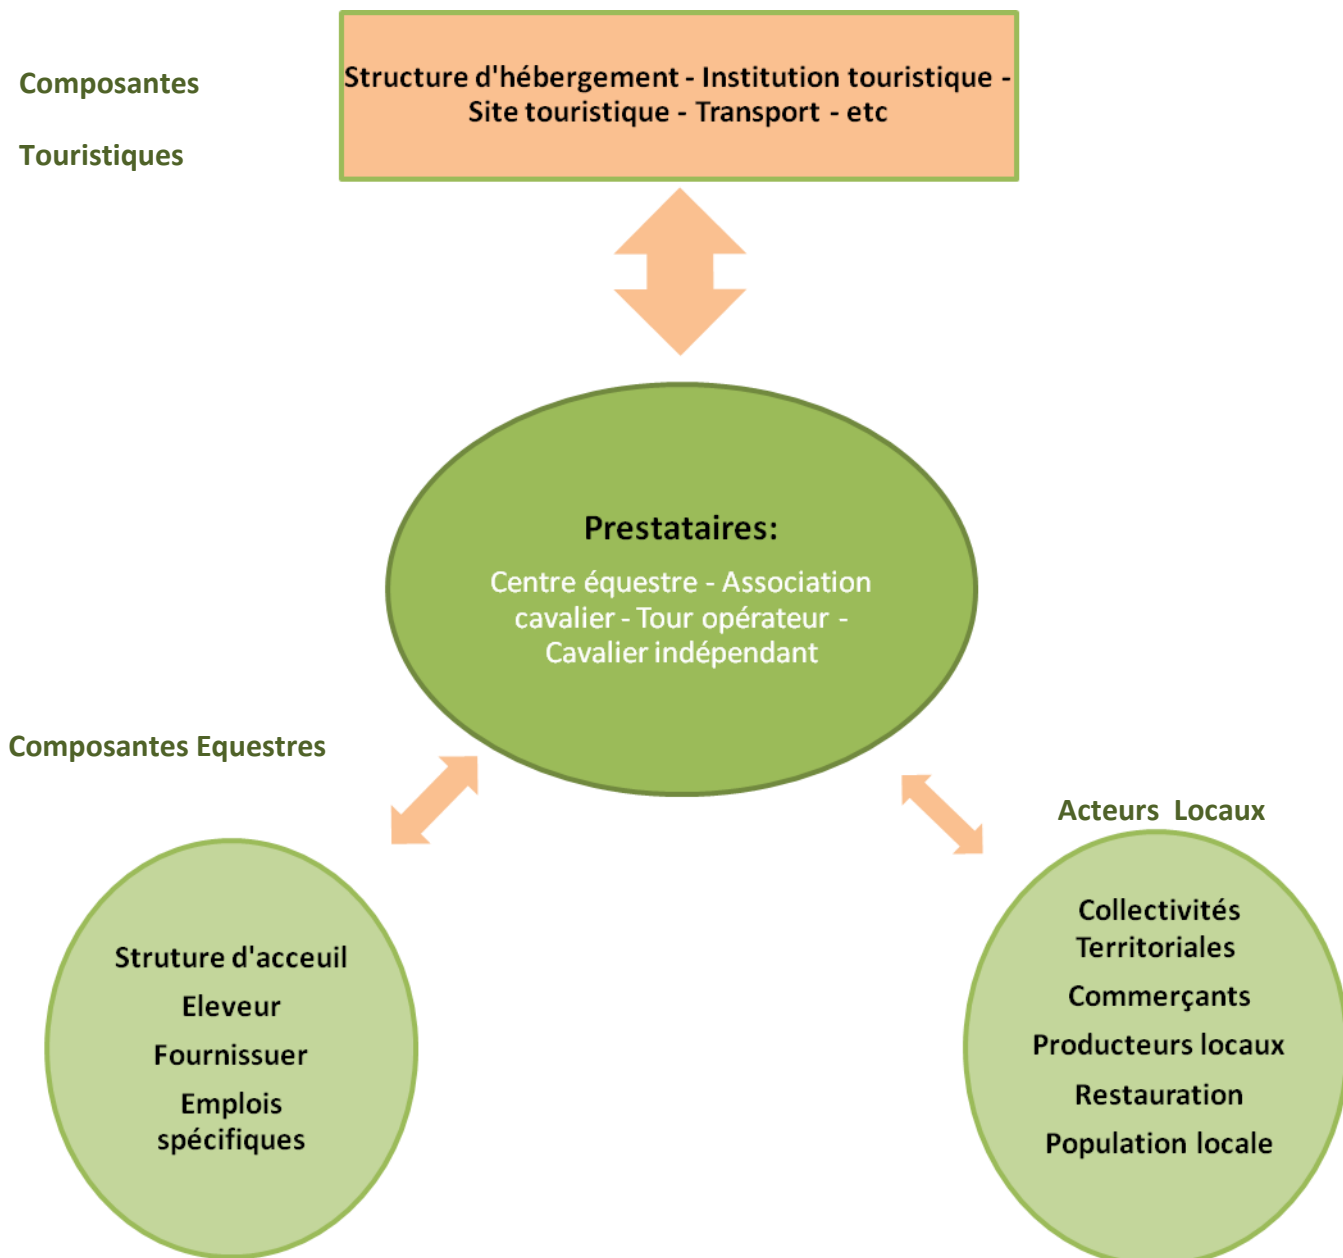 Composantes
Touristiques
Structure d'hébergement - Institution touristique -
Site touristique - Transport - etc
Prestataires:
Centre équestre - Association
cavalier - Tour opérateur -
Cavalier indépendant
Composantes Equestres
Struture d'acceuil
Eleveur
Fournissuer
Emplois
spécifiques
Acteurs Locaux
Collectivités
Territoriales
Commerçants
Producteurs locaux
Restauration
Population locale